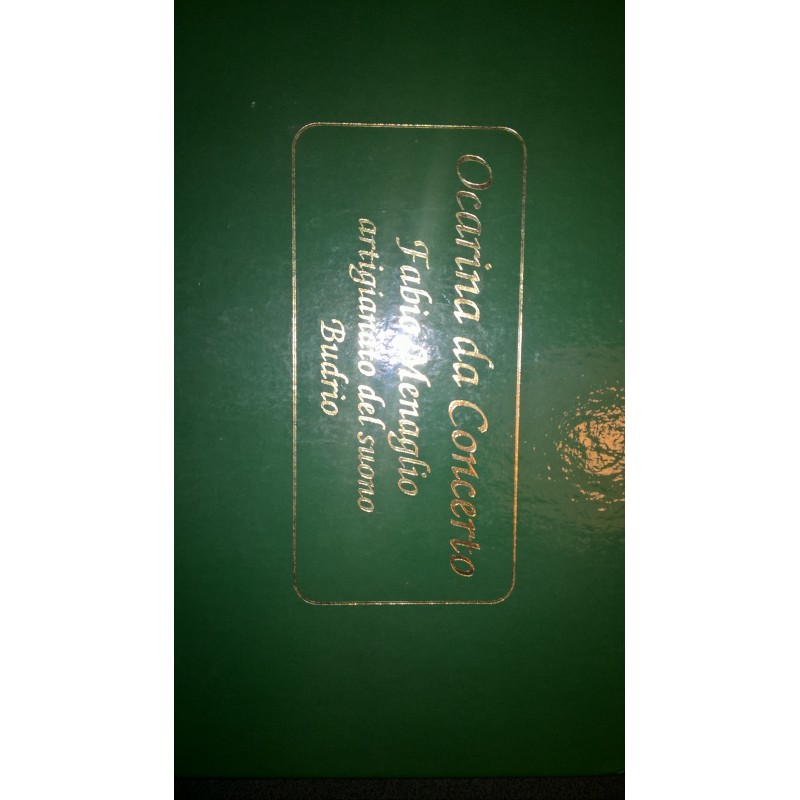 Ocarina da Concerto
Fabio Menaglio
artigianato del suono
Budrio